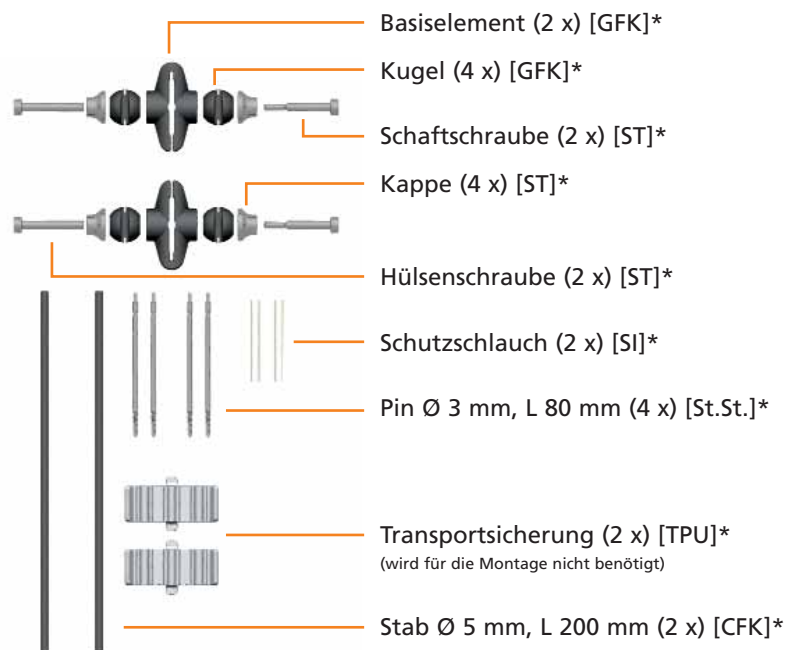 Basiselement (2 x) [GFK]*
Kugel (4 x) [GFK]*
Schaftschraube (2 x) [ST]*
Kappe (4 x) [ST]*
Hülsenschraube (2 x) [ST]*
Schutzschlauch (2 x) [SI]*
Pin Ø 3 mm, L 80 mm (4 x) [St.St.]*
Transportsicherung (2 x) [TPU]*
(wird für die Montage nicht benötigt)
Stab Ø 5 mm, L 200 mm (2 x) [CFK]*